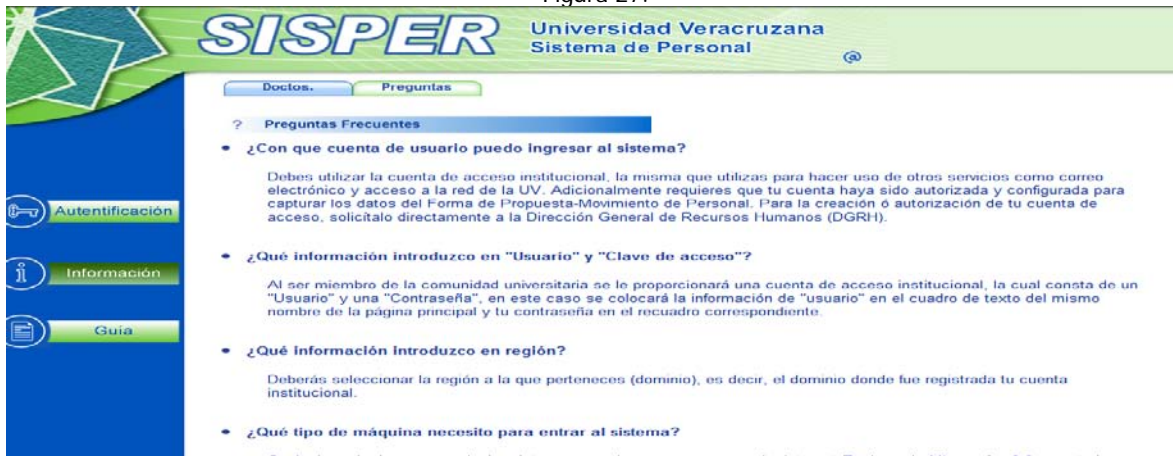 Figura 27.
SISPER
Universidad Veracruzana
Sistema de Personal
@
Doctos.
Preguntas
? Preguntas Frecuentes
• ¿Con que cuenta de usuario puedo ingresar al sistema?
Debes utilizar la cuenta de acceso institucional, la misma que utilizas para hacer uso de otros servicios como correo
electrónico y acceso a la red de la UV. Adicionalmente requieres que tu cuenta haya sido autorizada y configurada para
capturar los datos del Forma de Propuesta-Movimiento de Personal. Para la creación ó autorización de tu cuenta de
acceso, solicítalo directamente a la Dirección General de Recursos Humanos (DGRH).
Autentificación
• ¿Qué información introduzco en "Usuario" y "Clave de acceso"?
Información
Al ser miembro de la comunidad universitaria se le proporcionará una cuenta de acceso institucional, la cual consta de un
"Usuario" y una "Contraseña", en este caso se colocará la información de "usuario" en el cuadro de texto del mismo
nombre de la página principal y tu contraseña en el recuadro correspondiente.
Guía
• ¿Qué información introduzco en región?
Deberás seleccionar la región a la que perteneces (dominio), es decir, el dominio donde fue registrada tu cuenta
institucional.
• ¿Qué tipo de máquina necesito para entrar al sistema?